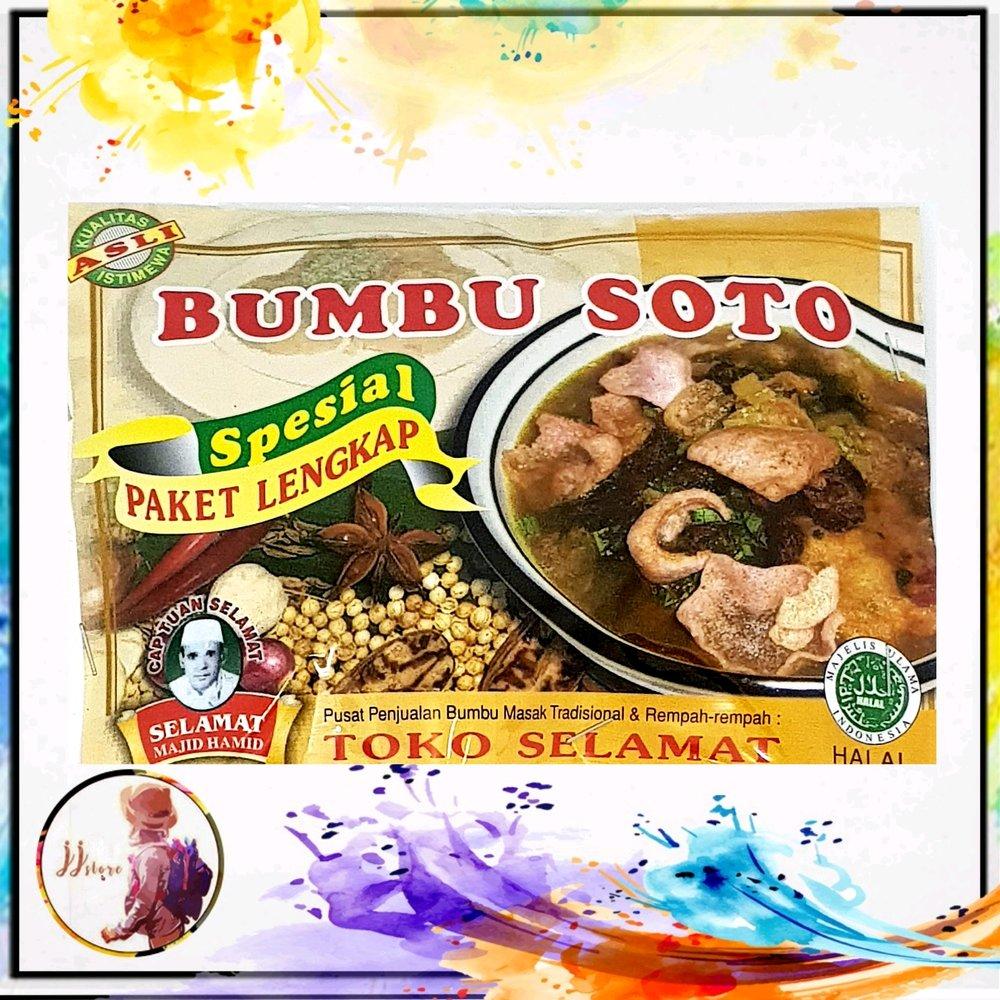 KUALITAS
ASLI
ISTIMEWA
BUMBU SOTO
Spesial
PAKET LENGKAP
CAP TUAN SELAMAT
SELAMAT
MAJID HAMID
Pusat Penjualan Bumbu Masak Tradisional & Rempah-rempah :
TOKO SELAMAT
MAJELIS ULAMA
INDONESIA
HALAL
HALAL
jjstore